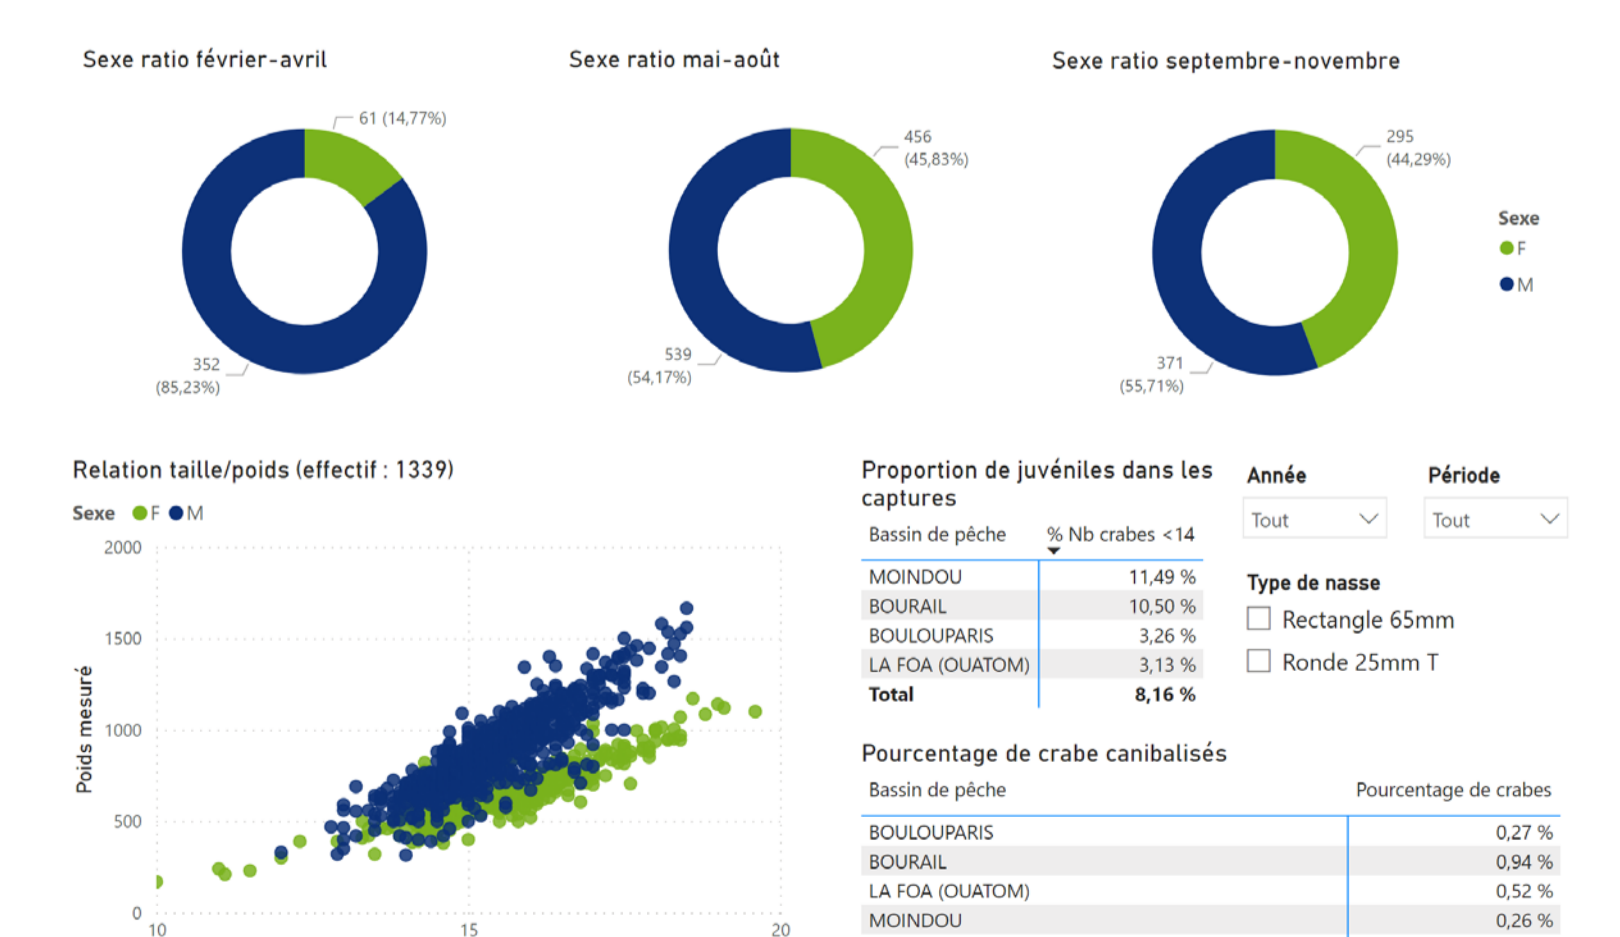 Sexe ratio février-avril
61 (14,77%)
352
(85,23%)
Sexe ratio mai-août
456
(45,83%)
539
(54,17%)
Sexe ratio septembre-novembre
295
(44,29%)
371
(55,71%)
Sexe
F
M
Relation taille/poids (effectif : 1339)
Sexe F M
Poids mesuré
2000
1500
1000
500
0
10 15 20
Proportion de juvéniles dans les
captures
Bassin de pêche % Nb crabes <14
MOINDOU 11,49 %
BOURAIL 10,50 %
BOULOUPARIS 3,26 %
LA FOA (OUATOM) 3,13 %
Total 8,16 %
Année
Tout
Période
Tout
Type de nasse
Rectangle 65mm
Ronde 25mm T
Pourcentage de crabe canibalisés
Bassin de pêche Pourcentage de crabes
BOULOUPARIS 0,27 %
BOURAIL 0,94 %
LA FOA (OUATOM) 0,52 %
MOINDOU 0,26 %